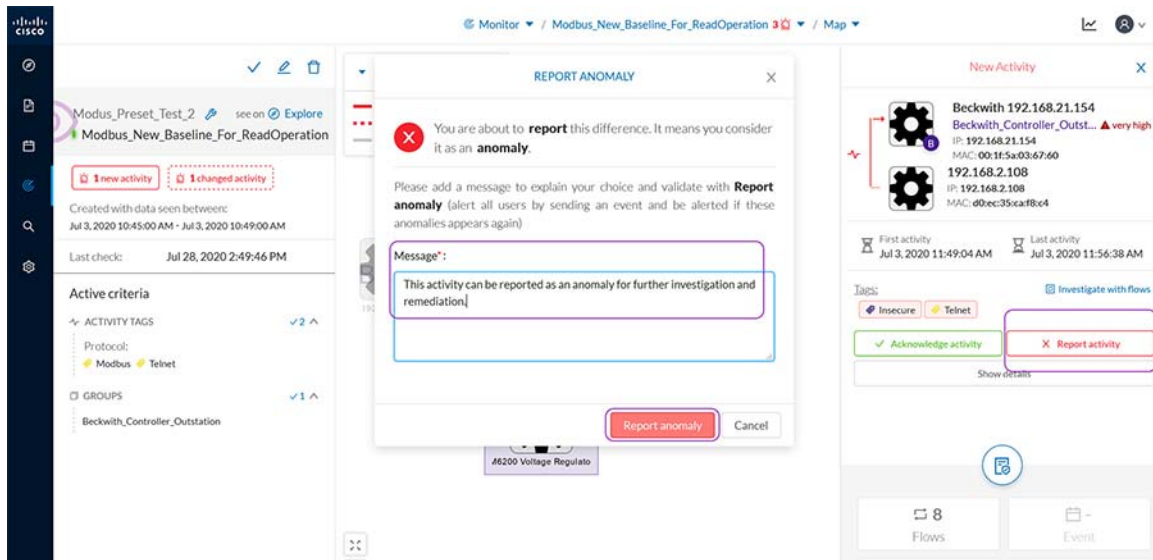 cisco
Monitor / Modbus_New_Baseline_For_ReadOperation 3 / Map
Modus_Preset_Test_2 see on Explore
Modbus_New_Baseline_For_ReadOperation
1 new activity 1 changed activity
Created with data seen between:
Jul 3, 2020 10:45:00 AM - Jul 3, 2020 10:49:00 AM
Last check: Jul 28, 2020 2:49:46 PM
Active criteria
ACTIVITY TAGS 2
Protocol:
Modbus Telnet
GROUPS 1
Beckwith_Controller_Outstation
REPORT ANOMALY
You are about to report this difference. It means you consider
it as an anomaly.
Please add a message to explain your choice and validate with Report
anomaly (alert all users by sending an event and be alerted if these
anomalies appears again)
Message*:
This activity can be reported as an anomaly for further investigation and
remediation.
Report anomaly Cancel
M6200 Voltage Regulato
New Activity
Beckwith 192.168.21.154
Beckwith_Controller_Outst... very high
IP: 192.168.21.154
MAC: 00:1f:5a:03:67:60
B
192.168.2.108
IP: 192.168.2.108
MAC: d0:ec:35:ca:f8:c4
First activity
Jul 3, 2020 11:49:04 AM
Last activity
Jul 3, 2020 11:56:38 AM
Tags: Investigate with flows
Insecure Telnet
Acknowledge activity Report activity
Show details
8
Flows
-
Event